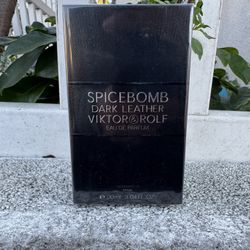 SPICEBOMB
DARK LEATHER
VIKTOR&ROLF
EAU DE PARFUM